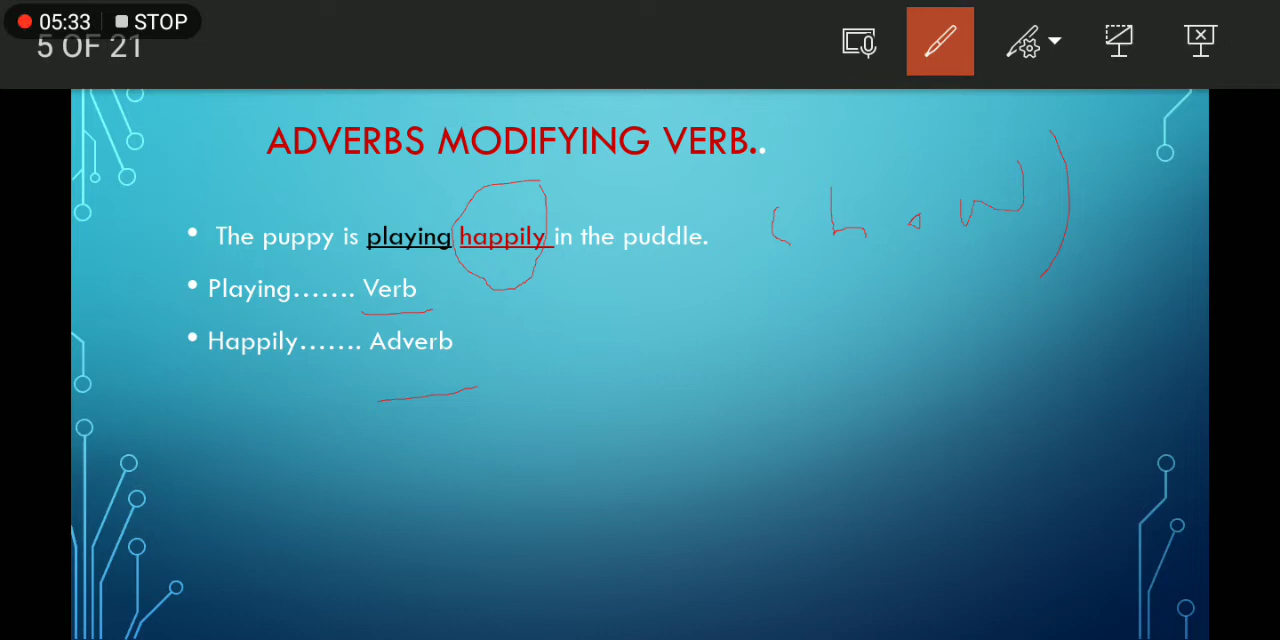 05:33 STOP
5 OF 21
ADVERBS MODIFYING VERB..
• The puppy is playing happily in the puddle. (how)
• Playing....... Verb
• Happily....... Adverb